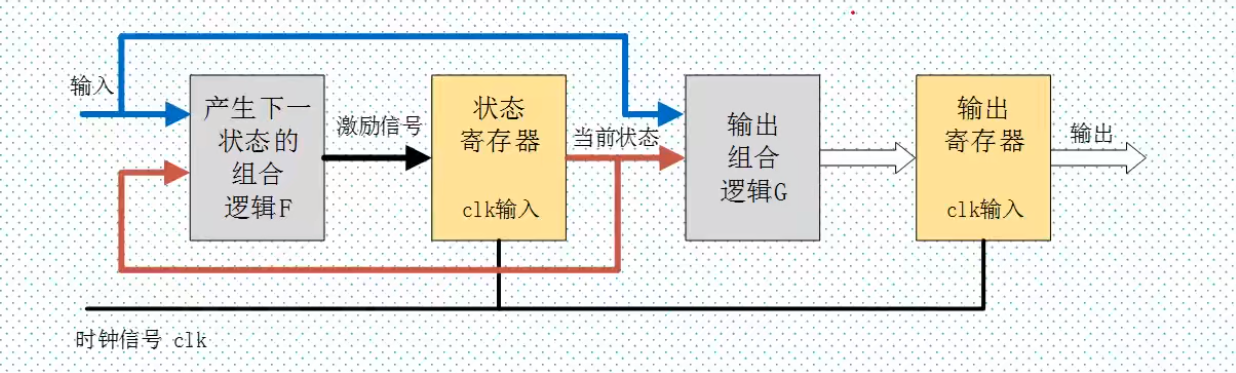 输入
产生下一
状态的
组合
逻辑F
激励信号
状态
寄存器
clk输入
当前状态
输出
组合
逻辑G
输出
寄存器
clk输入
输出
时钟信号 clk